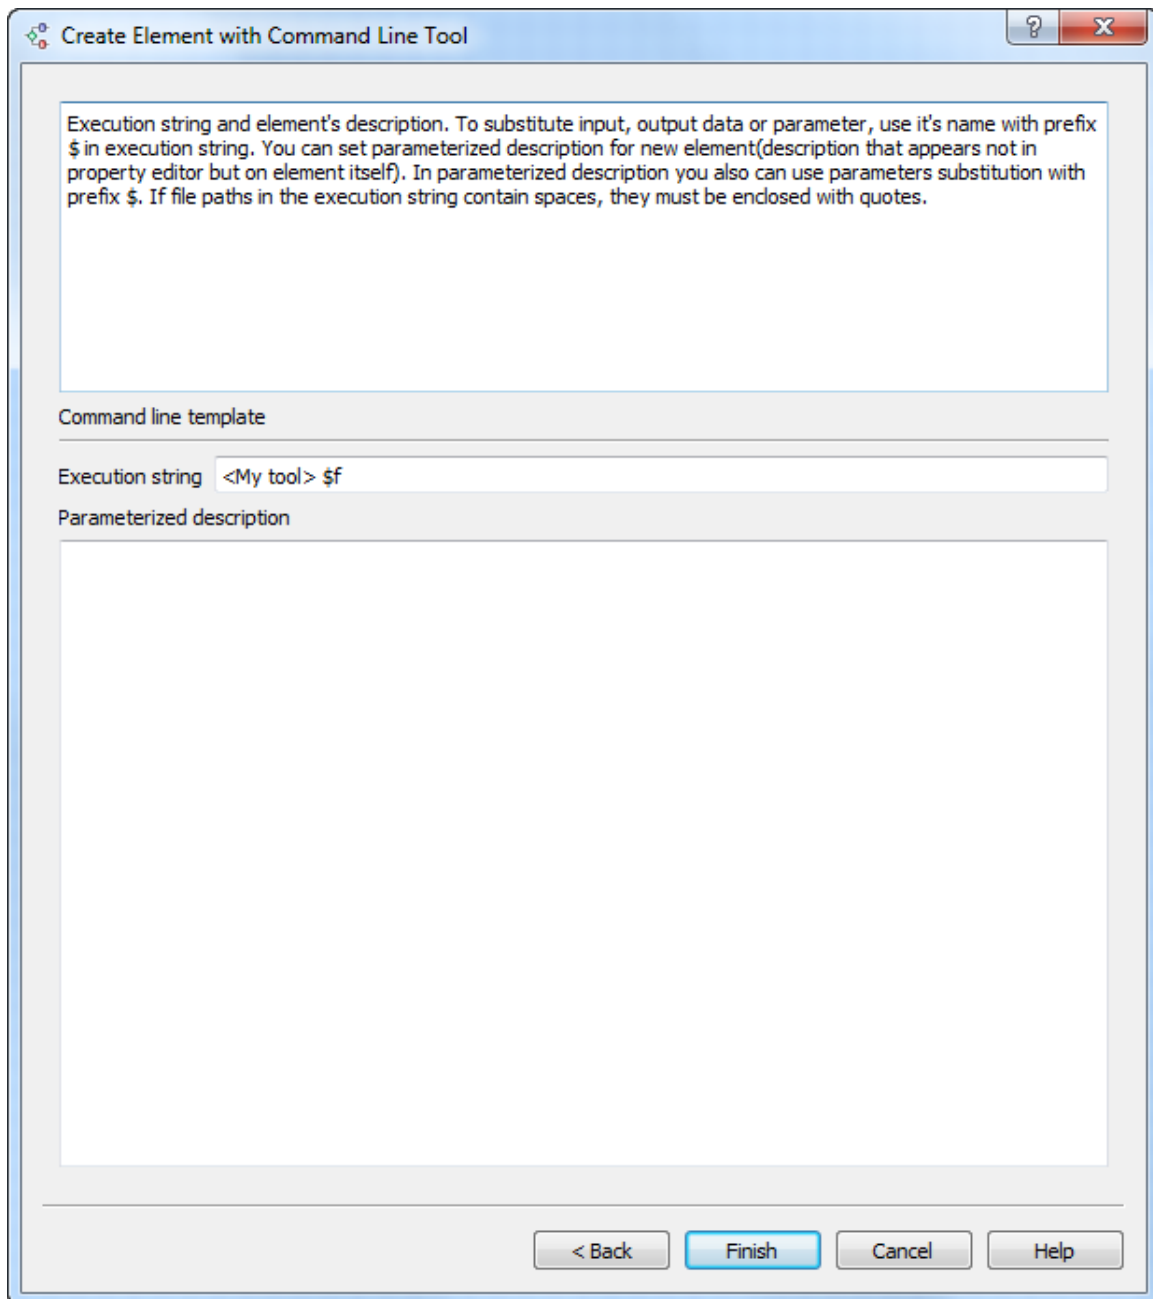 Create Element with Command Line Tool
Execution string and element's description. To substitute input, output data or parameter, use it's name with prefix
$ in execution string. You can set parameterized description for new element(description that appears not in
property editor but on element itself). In parameterized description you also can use parameters substitution with
prefix $. If file paths in the execution string contain spaces, they must be enclosed with quotes.
Command line template
Execution string <My tool> $f
Parameterized description
< Back Finish Cancel Help